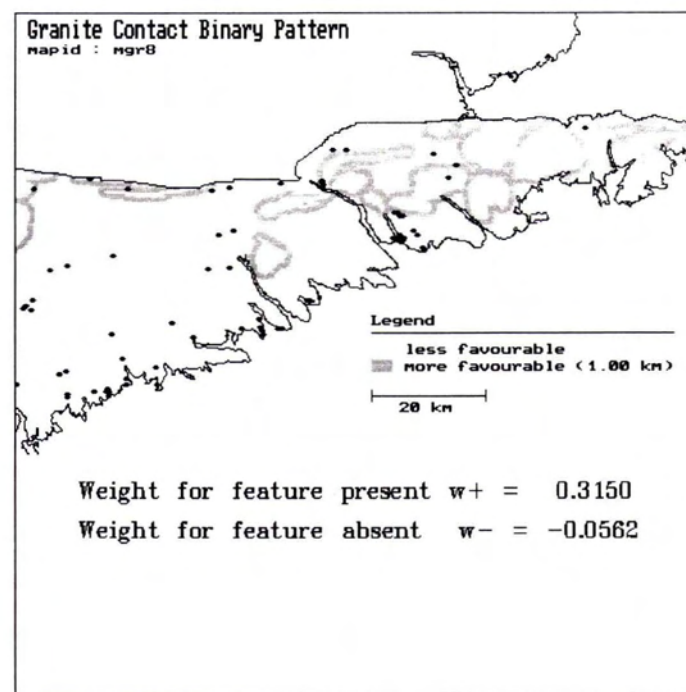 Granite Contact Binary Pattern
mapid : mgr8
Legend
less favourable
more favourable (1.00 km)
20 km
Weight for feature present w+ = 0.3150
Weight for feature absent w- = -0.0562